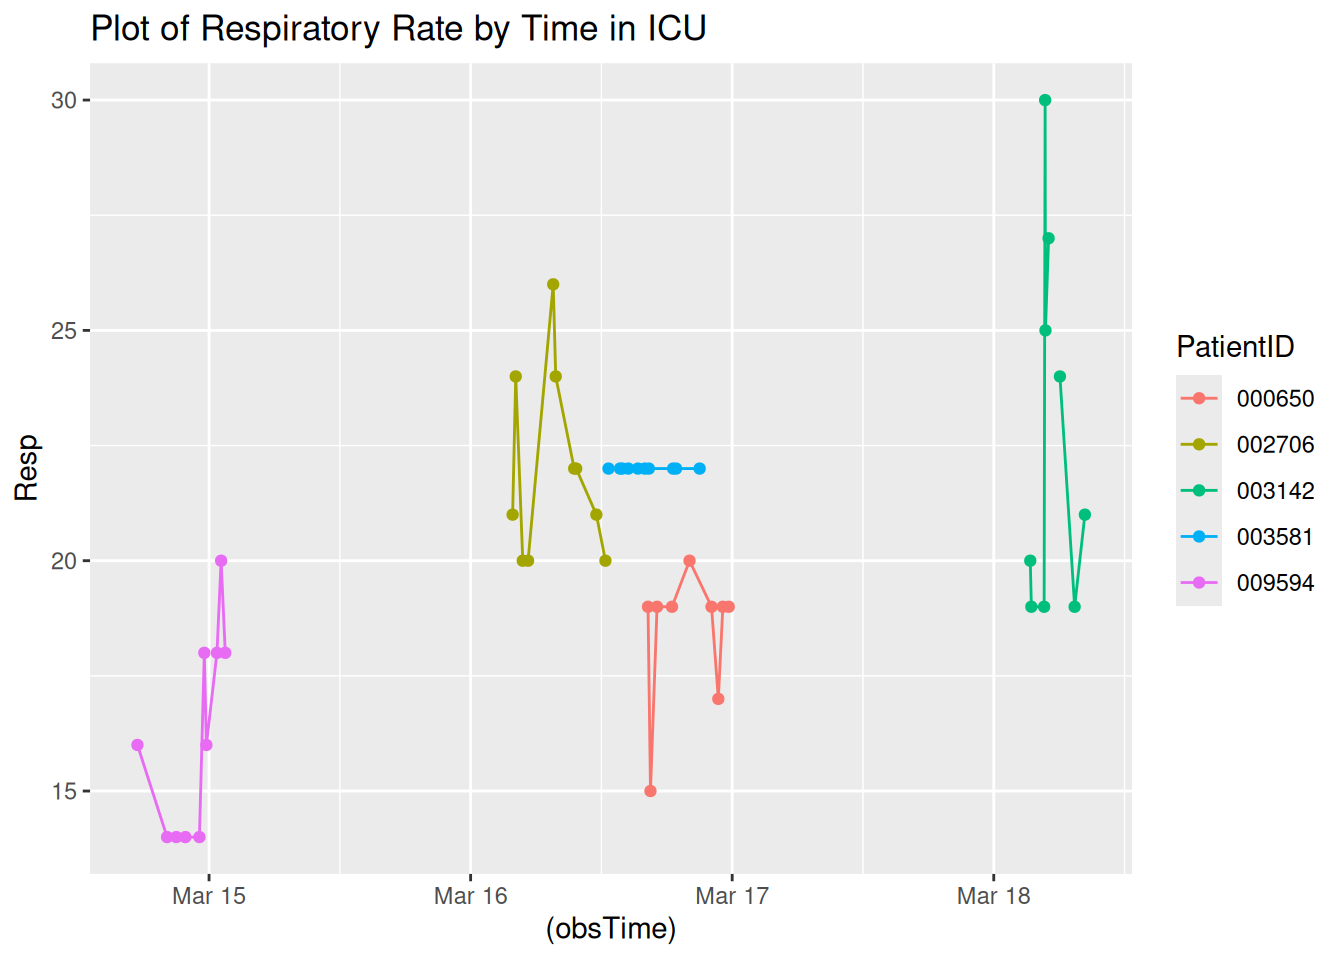 Plot of Respiratory Rate by Time in ICU
30
25
20
15
Resp
Mar 15
Mar 16
Mar 17
Mar 18
(obsTime)
PatientID
000650
002706
003142
003581
009594